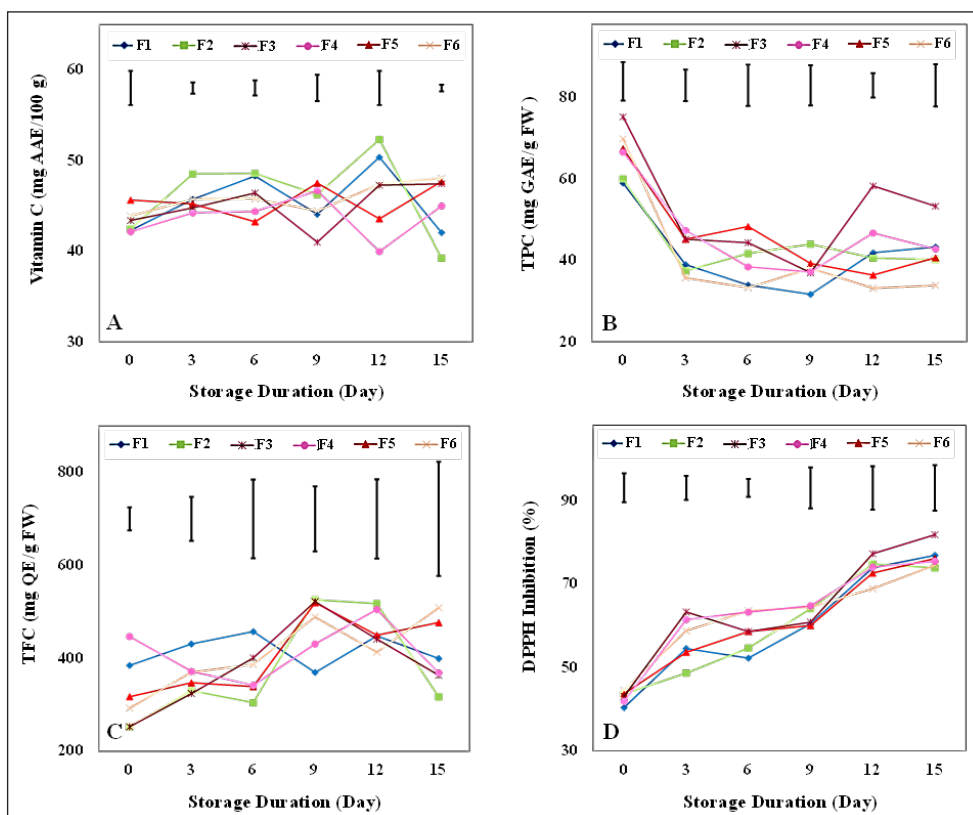 F1 F2 F3 F4 F5 F6
60
50
40
30
Vitamin C (mg AAE/100 g)
A
0 3 6 9 12 15
Storage Duration (Day)
F1 F2 F3 F4 F5 F6
80
60
40
20
TPC (mg GAE/g FW )
B
0 3 6 9 12 15
Storage Duration (Day)
F1 F2 F3 F4 F5 F6
800
600
400
200
TFC (mg QE/g FW)
C
0 3 6 9 12 15
Storage Duration (Day)
F1 F2 F3 F4 F5 F6
90
70
50
30
DPPH Inhibition (%)
D
0 3 6 9 12 15
Storage Duration (Day)